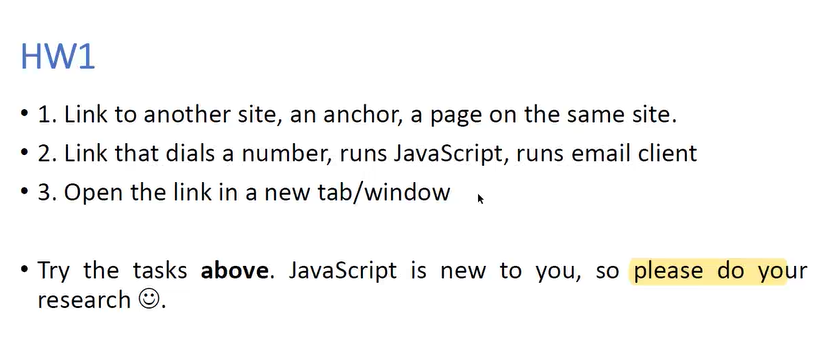 HW1
• 1. Link to another site, an anchor, a page on the same site.
• 2. Link that dials a number, runs JavaScript, runs email client
• 3. Open the link in a new tab/window
• Try the tasks above. JavaScript is new to you, so please do your
research ☺.